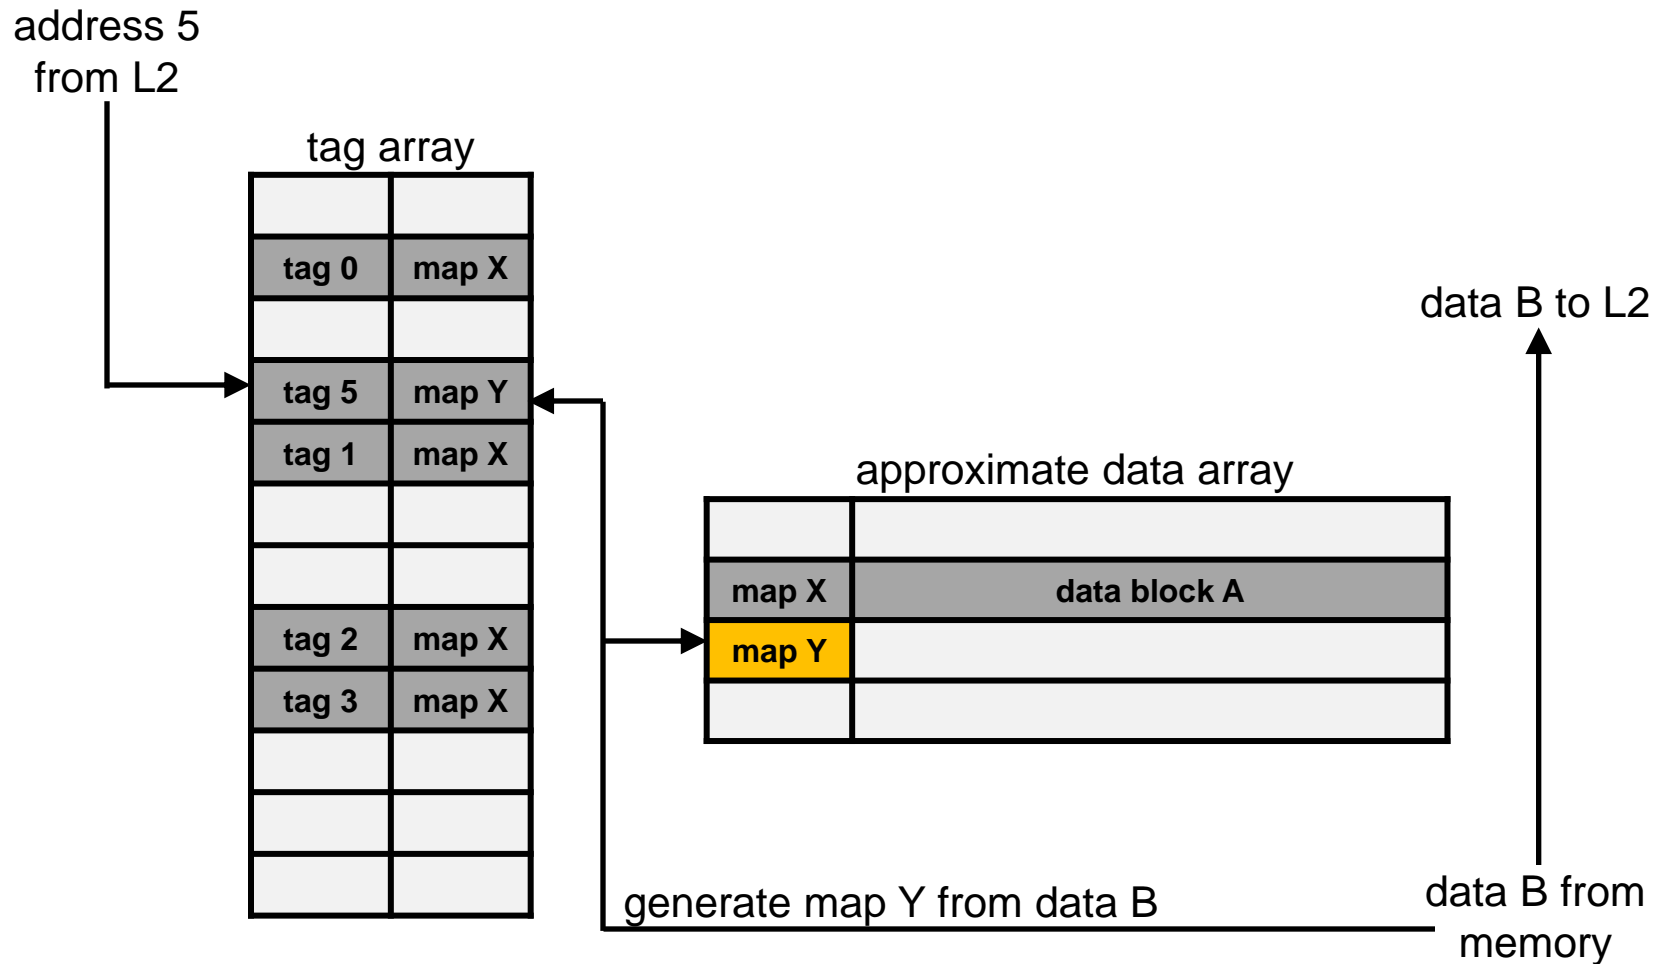 address 5
from L2
tag array
tag 0 map X
tag 5 map Y
tag 1 map X
tag 2 map X
tag 3 map X
approximate data array
map X data block A
map Y
data B to L2
generate map Y from data B
data B from
memory